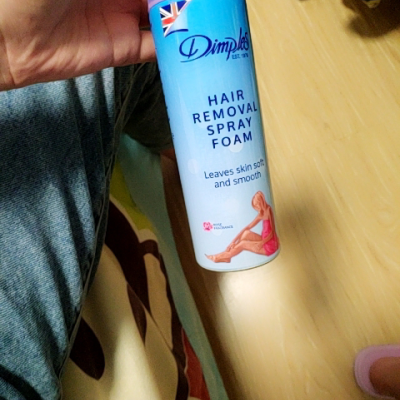 Dimples
HAIR
REMOVAL
SPRAY
FOAM
Leaves skin soft
and smooth